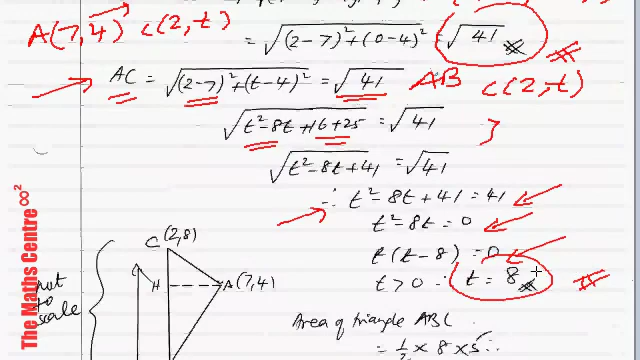 A(7,4) C(2,t)
= √(2-7)²+(0-4)² = √41
AC = √(2-7)²+(t-4)² = √41 AB C(2,t)
√t²-8t+16+25 = √41
√t²-8t+41 = √41
∴ t²-8t+41 = 41
t²-8t = 0
t(t-8) = 0
t>0 ∴ t = 8
The Maths Centre ∞²
not to scale
C(2,8)
H
A(7,4)
Area of triangle ABC
= ½ × 8 × 5